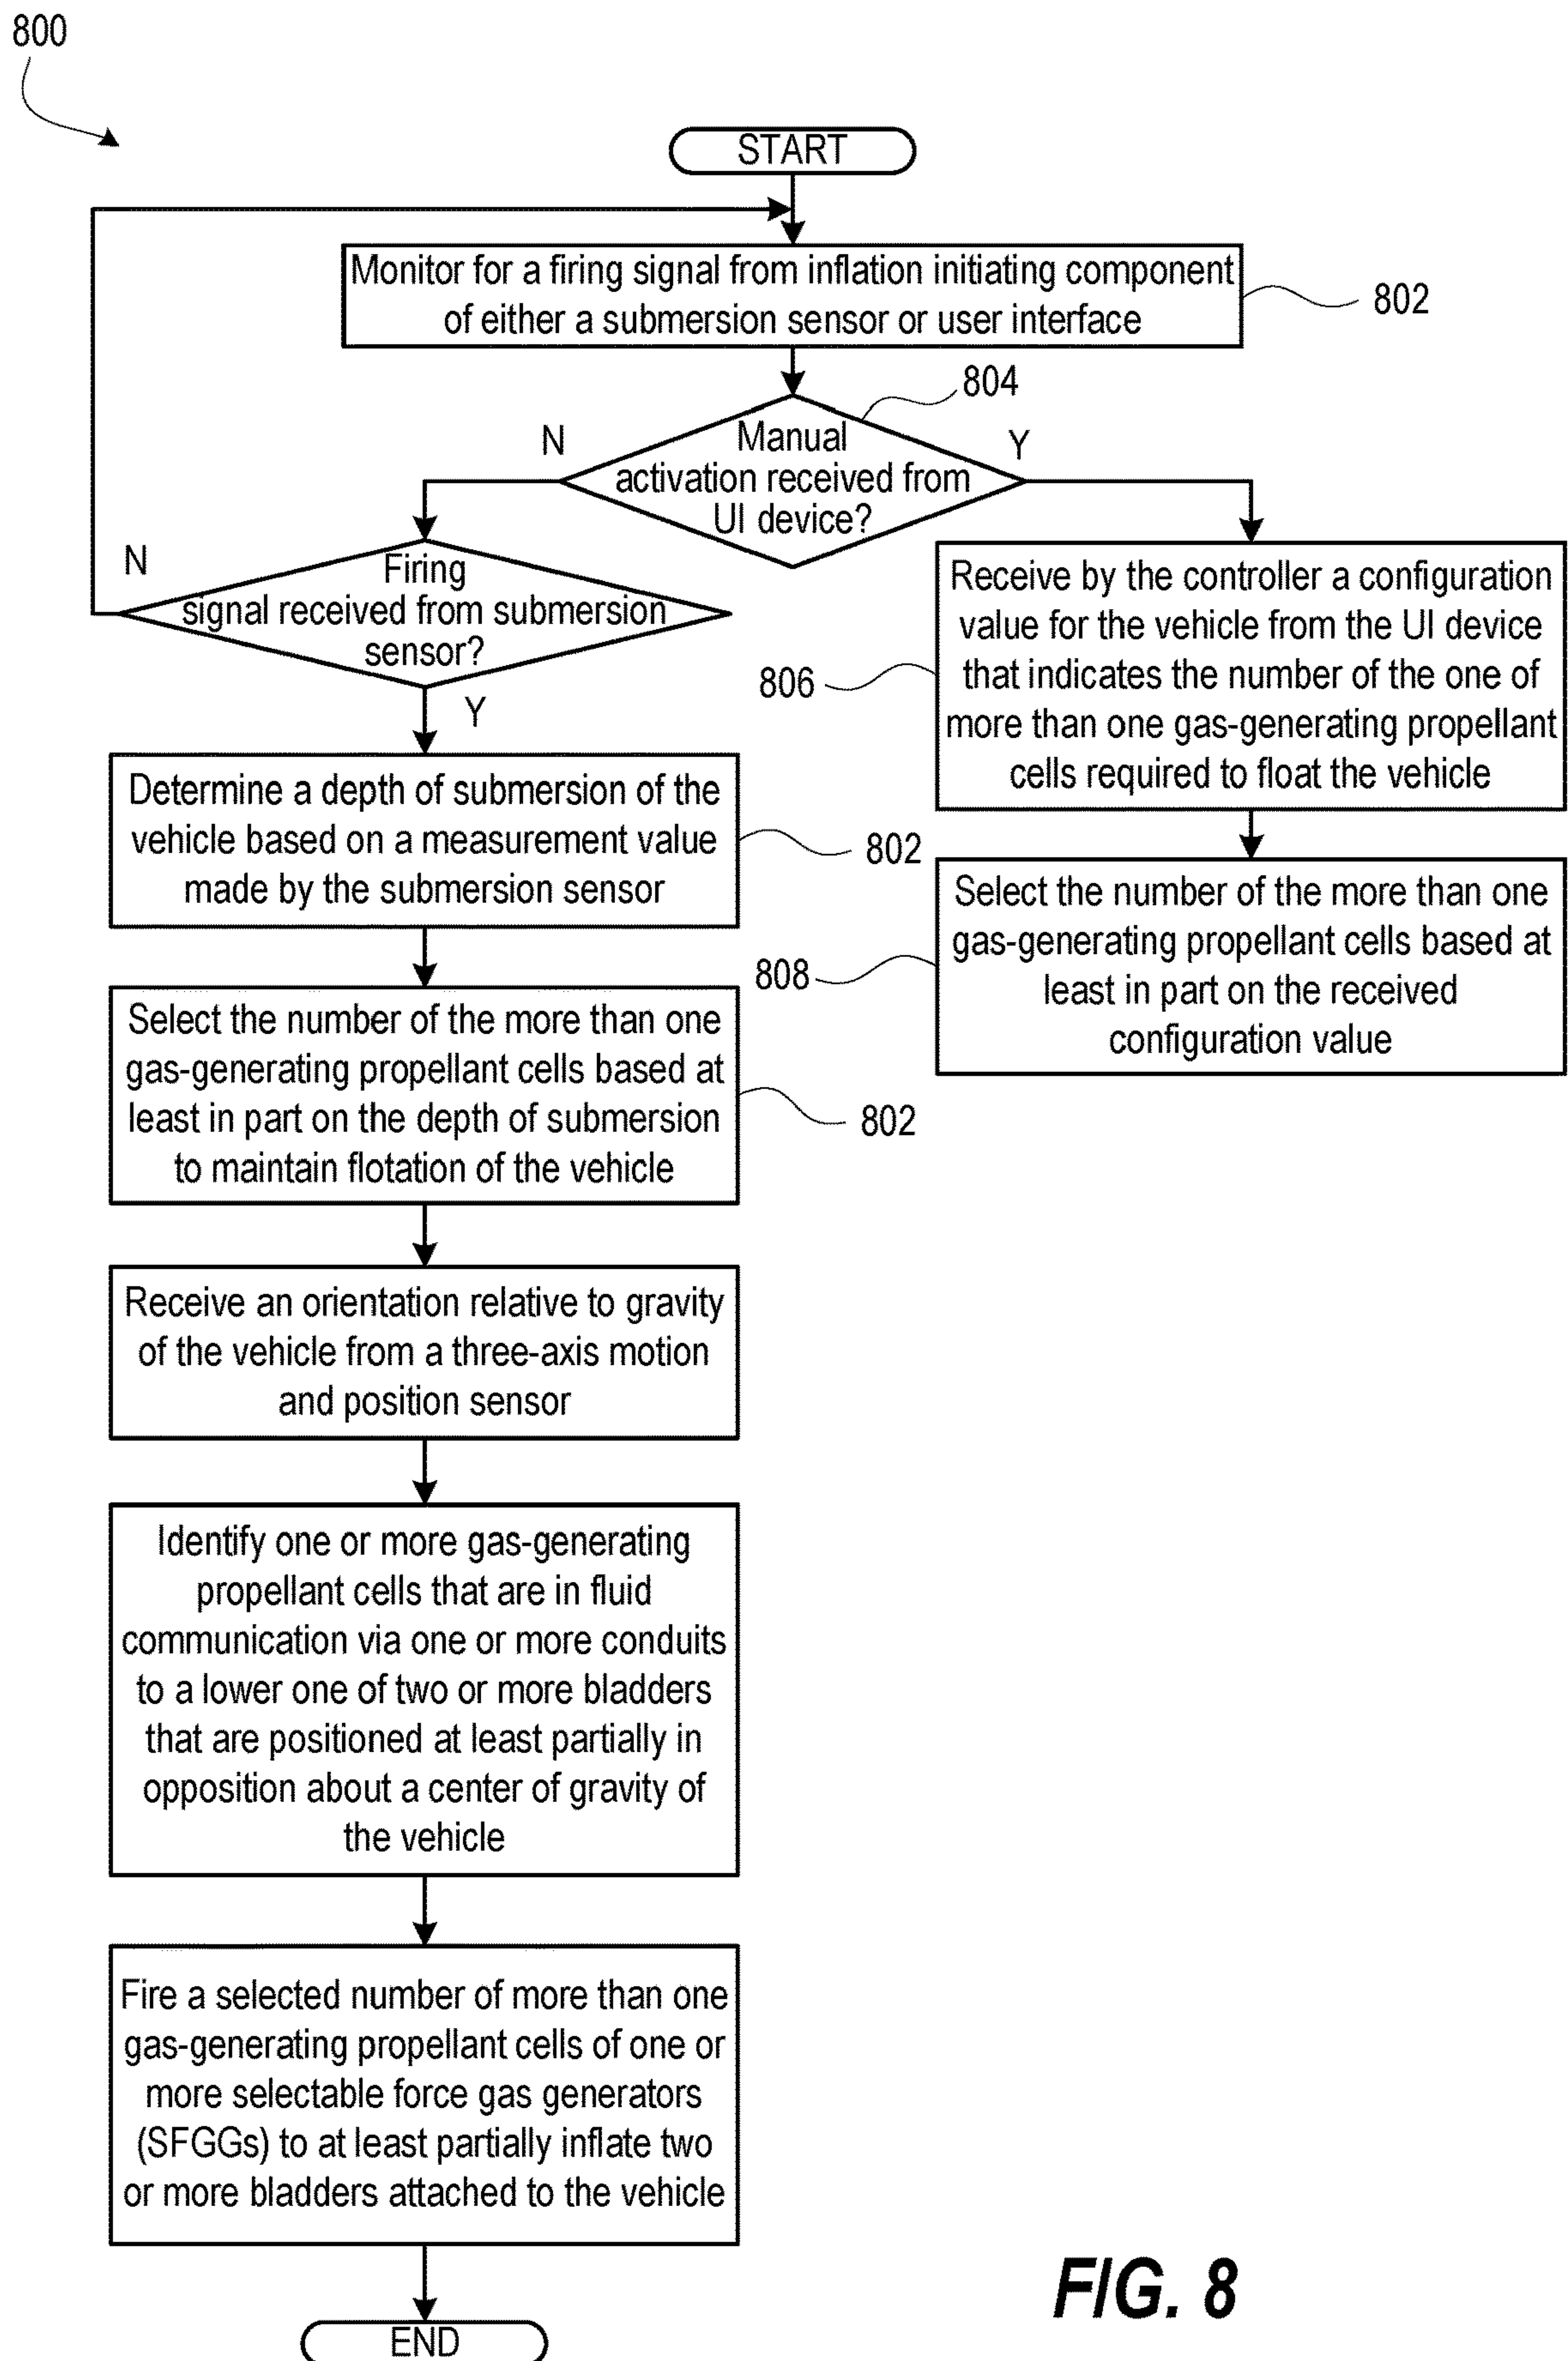 800
START
Monitor for a firing signal from inflation initiating component
of either a submersion sensor or user interface
802
804
N
Manual
activation received from
UI device?
Y
N
Firing
signal received from submersion
sensor?
Y
Receive by the controller a configuration
value for the vehicle from the UI device
that indicates the number of the one of
more than one gas-generating propellant
cells required to float the vehicle
806
Determine a depth of submersion of the
vehicle based on a measurement value
made by the submersion sensor
802
Select the number of the more than one
gas-generating propellant cells based at
least in part on the received
configuration value
808
Select the number of the more than one
gas-generating propellant cells based at
least in part on the depth of submersion
to maintain flotation of the vehicle
802
Receive an orientation relative to gravity
of the vehicle from a three-axis motion
and position sensor
Identify one or more gas-generating
propellant cells that are in fluid
communication via one or more conduits
to a lower one of two or more bladders
that are positioned at least partially in
opposition about a center of gravity of
the vehicle
Fire a selected number of more than one
gas-generating propellant cells of one or
more selectable force gas generators
(SFGGs) to at least partially inflate two
or more bladders attached to the vehicle
END
FIG. 8